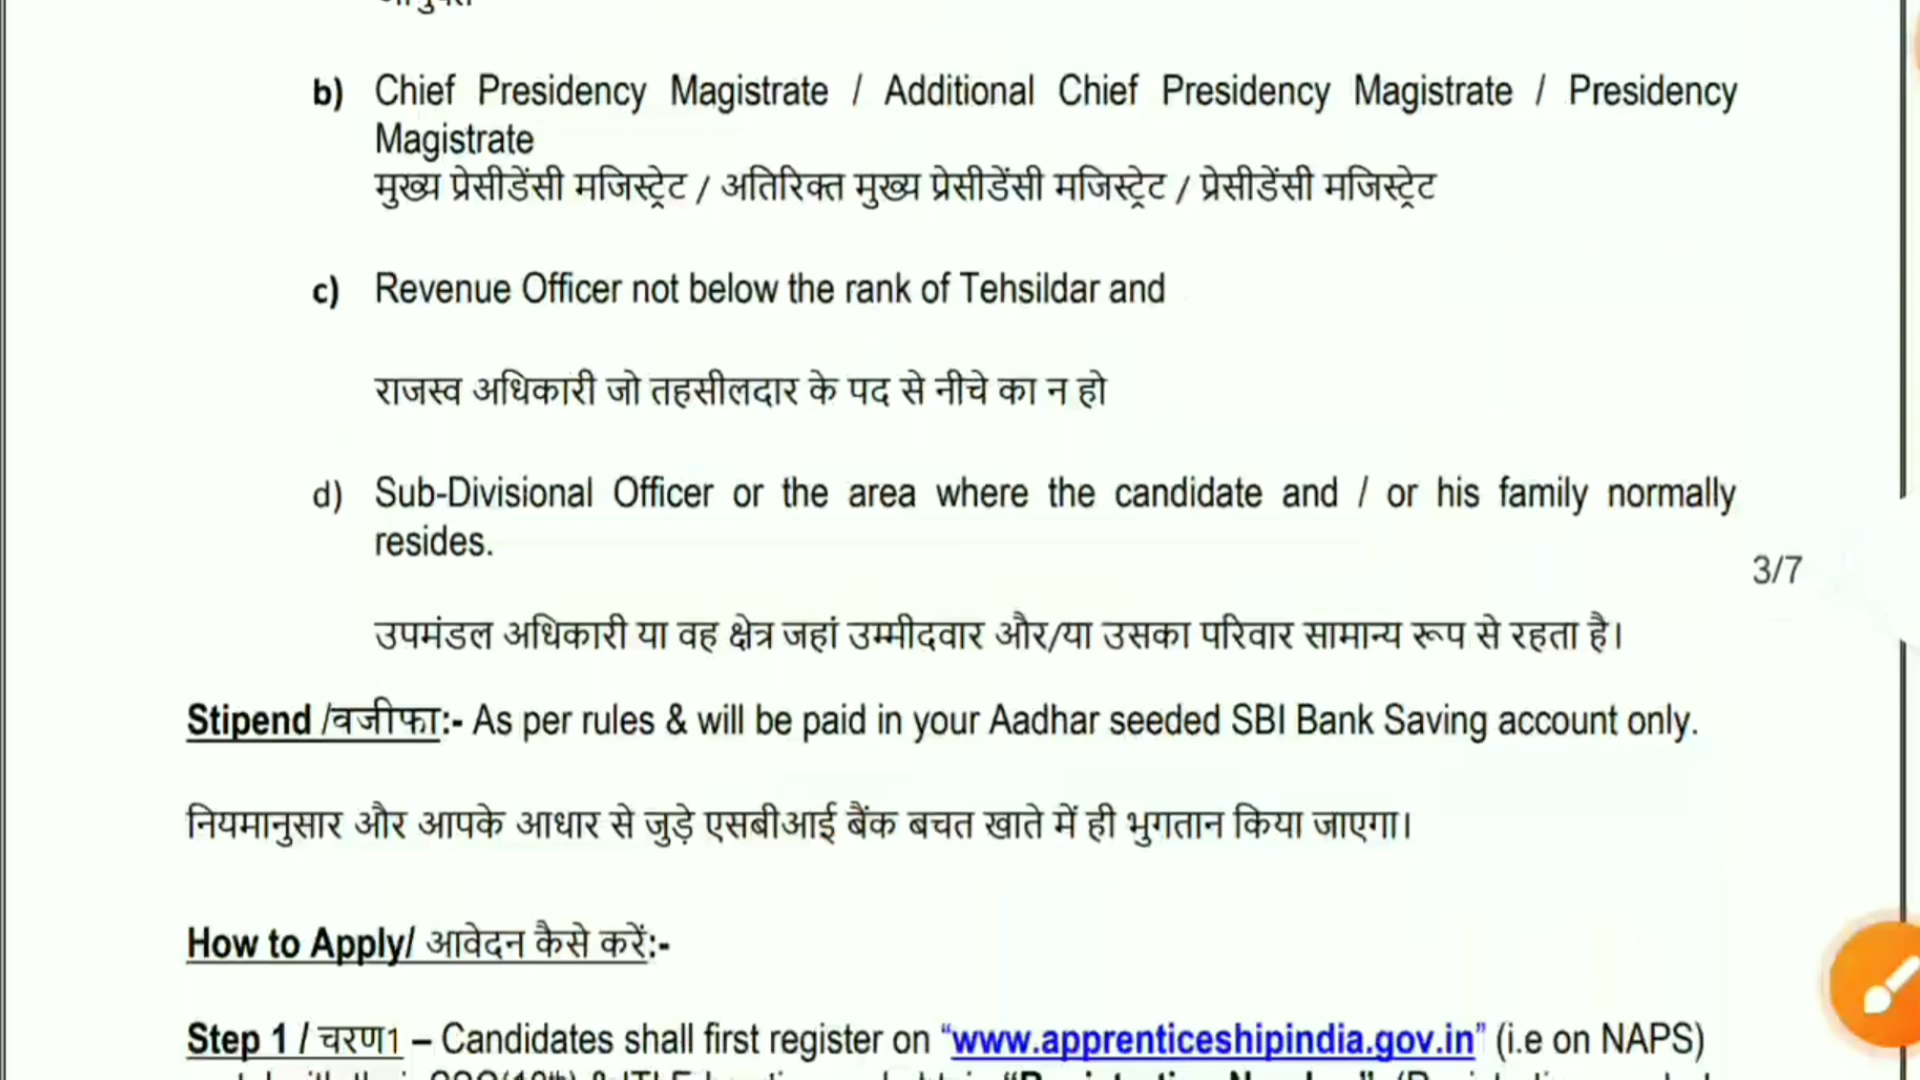 b) Chief Presidency Magistrate / Additional Chief Presidency Magistrate / Presidency
Magistrate
मुख्य प्रेसीडेंसी मजिस्ट्रेट / अतिरिक्त मुख्य प्रेसीडेंसी मजिस्ट्रेट / प्रेसीडेंसी मजिस्ट्रेट
c) Revenue Officer not below the rank of Tehsildar and
राजस्व अधिकारी जो तहसीलदार के पद से नीचे का न हो
d) Sub-Divisional Officer or the area where the candidate and / or his family normally
resides.
3/7
उपमंडल अधिकारी या वह क्षेत्र जहां उम्मीदवार और/या उसका परिवार सामान्य रूप से रहता है।
Stipend /वजीफा:- As per rules & will be paid in your Aadhar seeded SBI Bank Saving account only.
नियमानुसार और आपके आधार से जुड़े एसबीआई बैंक बचत खाते में ही भुगतान किया जाएगा।
How to Apply/ आवेदन कैसे करें:-
Step 1 / चरण1 – Candidates shall first register on “www.apprenticeshipindia.gov.in” (i.e on NAPS)